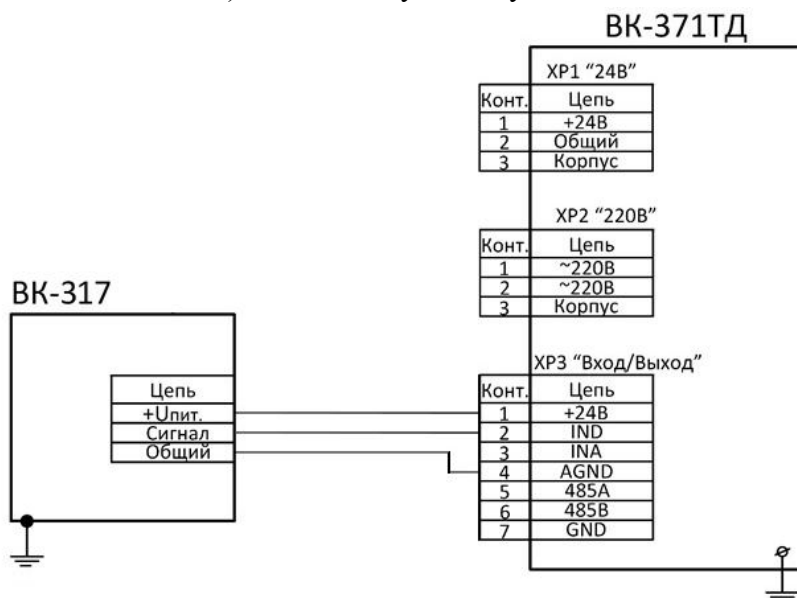 ВК-371ТД
ХР1 “24В”
Конт. Цепь
1 +24В
2 Общий
3 Корпус
ХР2 “220В”
Конт. Цепь
1 ~220В
2 ~220В
3 Корпус
ВК-317
Цепь
+Uпит.
Сигнал
Общий
ХР3 “Вход/Выход”
Конт. Цепь
1 +24В
2 IND
3 INA
4 AGND
5 485A
6 485B
7 GND